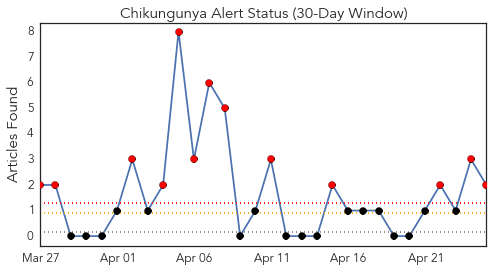 Chikungunya Alert Status (30-Day Window)
Articles Found
8
7
6
5
4
3
2
1
0
Mar 27
Apr 01
Apr 06
Apr 11
Apr 16
Apr 21